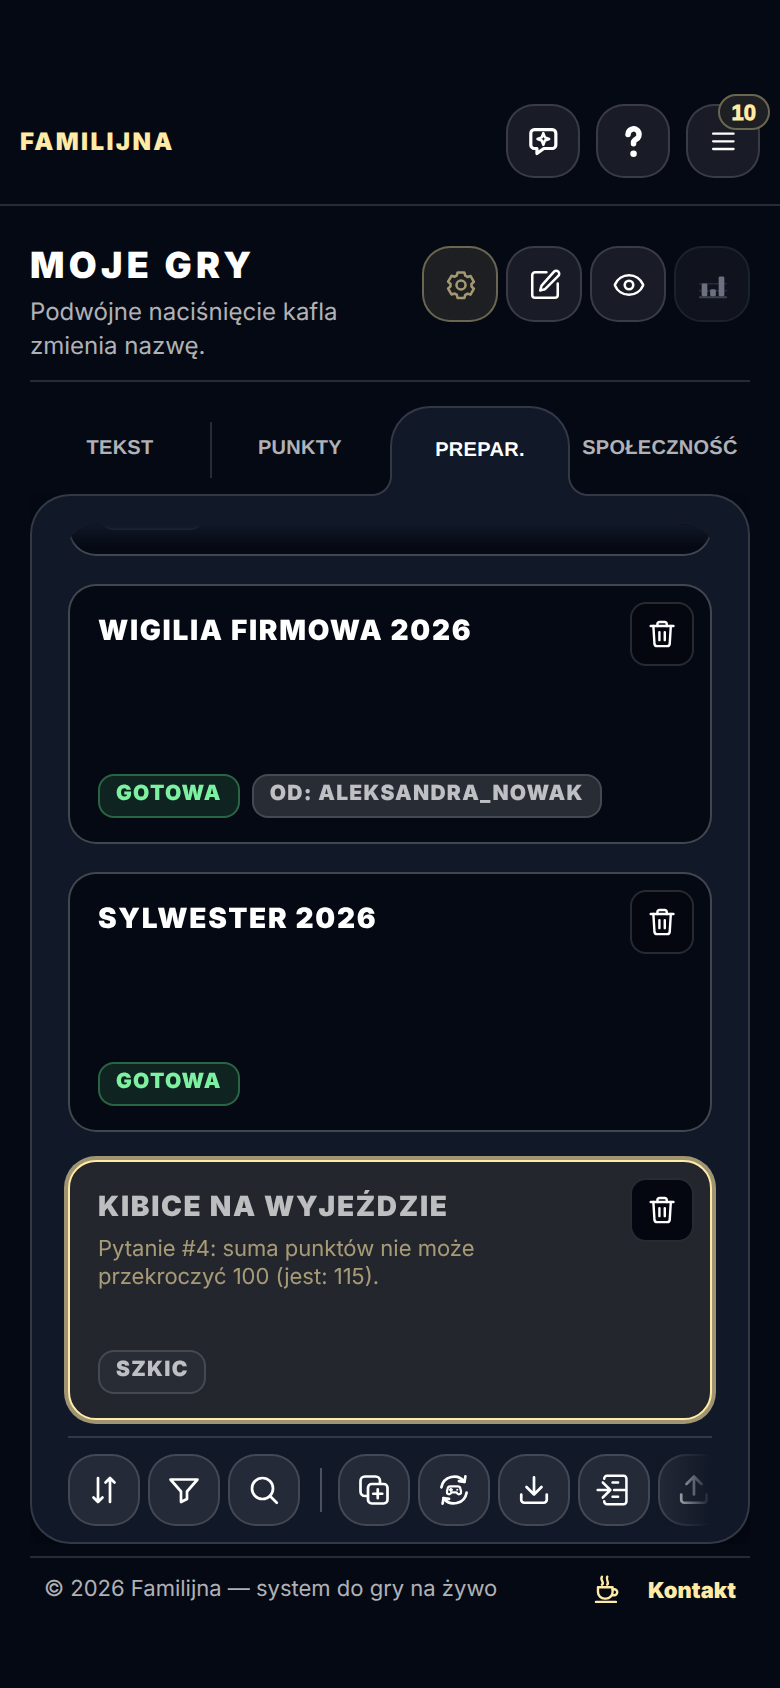 10
FAMILIJNA
MOJE GRY
Podwójne naciśnięcie kafla
zmienia nazwę.
TEKST
PUNKTY
PREPAR.
SPOŁECZNOŚĆ
WIGILIA FIRMOWA 2026
GOTOWA
OD: ALEKSANDRA_NOWAK
SYLWESTER 2026
GOTOWA
KIBICE NA WYJEŹDZIE
Pytanie #4: suma punktów nie może
przekroczyć 100 (jest: 115).
SZKIC
© 2026 Familijna — system do gry na żywo
Kontakt